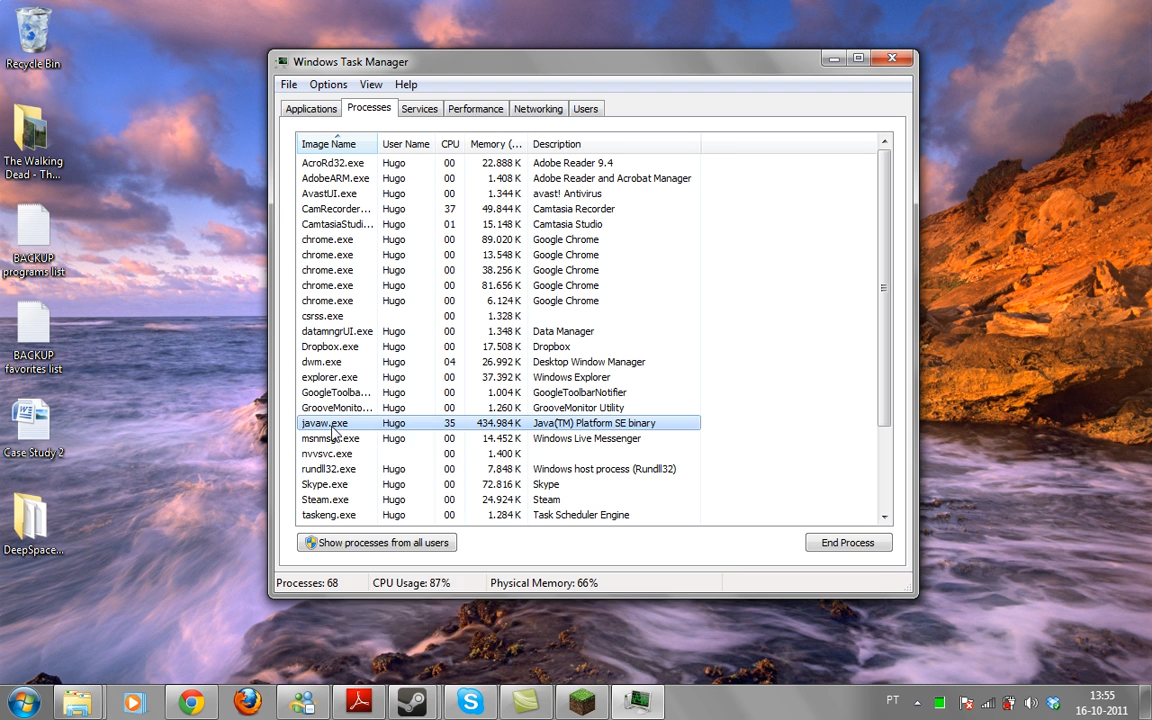 Recycle Bin
The Walking
Dead - Th...
BACKUP
programs list
BACKUP
favorites list
Case Study 2
DeepSpace...
Windows Task Manager
File Options View Help
Applications Processes Services Performance Networking Users
Image Name User Name CPU Memory (... Description
AcroRd32.exe Hugo 00 22.888 K Adobe Reader 9.4
AdobeARM.exe Hugo 00 1.408 K Adobe Reader and Acrobat Manager
AvastUI.exe Hugo 00 1.344 K avast! Antivirus
CamRecorder... Hugo 37 49.844 K Camtasia Recorder
CamtasiaStudi... Hugo 01 15.148 K Camtasia Studio
chrome.exe Hugo 00 89.020 K Google Chrome
chrome.exe Hugo 00 13.548 K Google Chrome
chrome.exe Hugo 00 38.256 K Google Chrome
chrome.exe Hugo 00 81.656 K Google Chrome
chrome.exe Hugo 00 6.124 K Google Chrome
csrss.exe 00 1.328 K
datamngrUI.exe Hugo 00 1.348 K Data Manager
Dropbox.exe Hugo 00 17.508 K Dropbox
dwm.exe Hugo 04 26.992 K Desktop Window Manager
explorer.exe Hugo 00 37.392 K Windows Explorer
GoogleToolba... Hugo 00 1.004 K GoogleToolbarNotifier
GrooveMonito... Hugo 00 1.260 K GrooveMonitor Utility
javaw.exe Hugo 35 434.984 K Java(TM) Platform SE binary
msnmsgr.exe Hugo 00 14.452 K Windows Live Messenger
nvvsvc.exe 00 1.400 K
rundll32.exe Hugo 00 7.848 K Windows host process (Rundll32)
Skype.exe Hugo 00 72.816 K Skype
Steam.exe Hugo 00 24.924 K Steam
taskeng.exe Hugo 00 1.284 K Task Scheduler Engine
Show processes from all users End Process
Processes: 68 CPU Usage: 87% Physical Memory: 66%
PT
13:55
16-10-2011